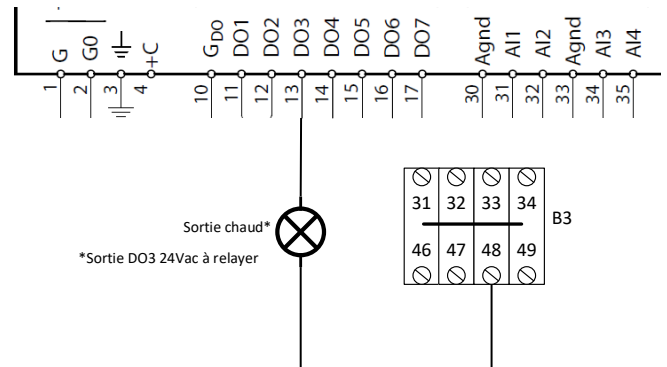 G G0 +C G DO DO1 DO2 DO3 DO4 DO5 DO6 DO7 Agnd AI1 AI2 Agnd AI3 AI4
1 2 3 4 10 11 12 13 14 15 16 17 30 31 32 33 34 35
31 32 33 34
B3
Sortie chaud*
46 47 48 49
*Sortie DO3 24Vac à relayer